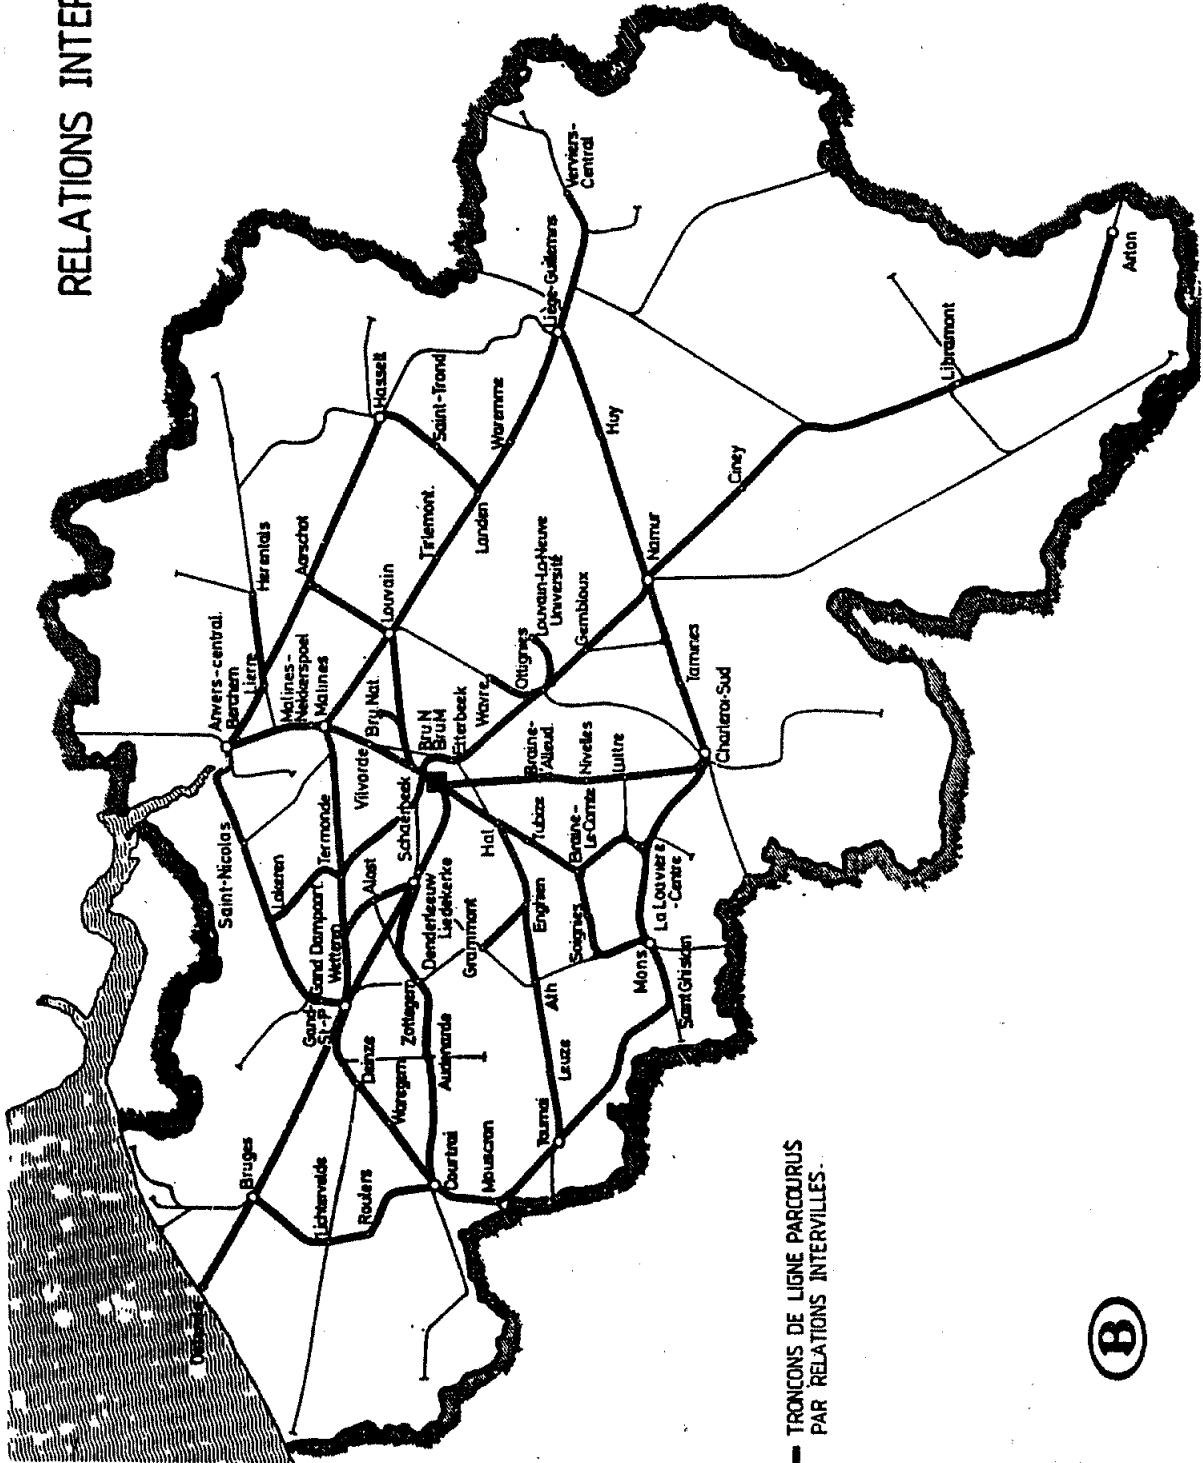 RELATIONS INTER
Ostende
Bruges
Lichtervelde
Roulers
Courtrai
Mouscron
Tournai
Leuze
Ath
Enghien
Hal
Tubize
Braine-
Le-Comte
Soignies
Mons
Saint Ghislain
La Louvière
-Centre
Deinze
Waregem
Audenarde
Zottegem
Gand-
St-P.
Gand Dampoort
Wetteren
Lokeren
Saint-Nicolas
Termonde
Alost
Denderleeuw
Liedekerke
Grammont
Schaerbeek
Vilvorde
Bru.Nat.
Bru.N
Bru.M
Etterbeek
Anvers-central.
Berchem
Lierre
Malines-
Nekkerspoel
Malines
Herentals
Aarschot
Louvain
Hasselt
Saint-Trond
Tirlemont.
Landen
Waremme
Liège-Guillemins
Verviers-
Central
Wavre
Ottignies
Louvain-La-Neuve
Université
Gembloux
Braine-
Alleud.
Nivelles
Luttre
Charleroi-Sud
Tamines
Namur
Huy
Ciney
Libramont
Arlon
TRONCONS DE LIGNE PARCOURUS
PAR RELATIONS INTERVILLES.
B